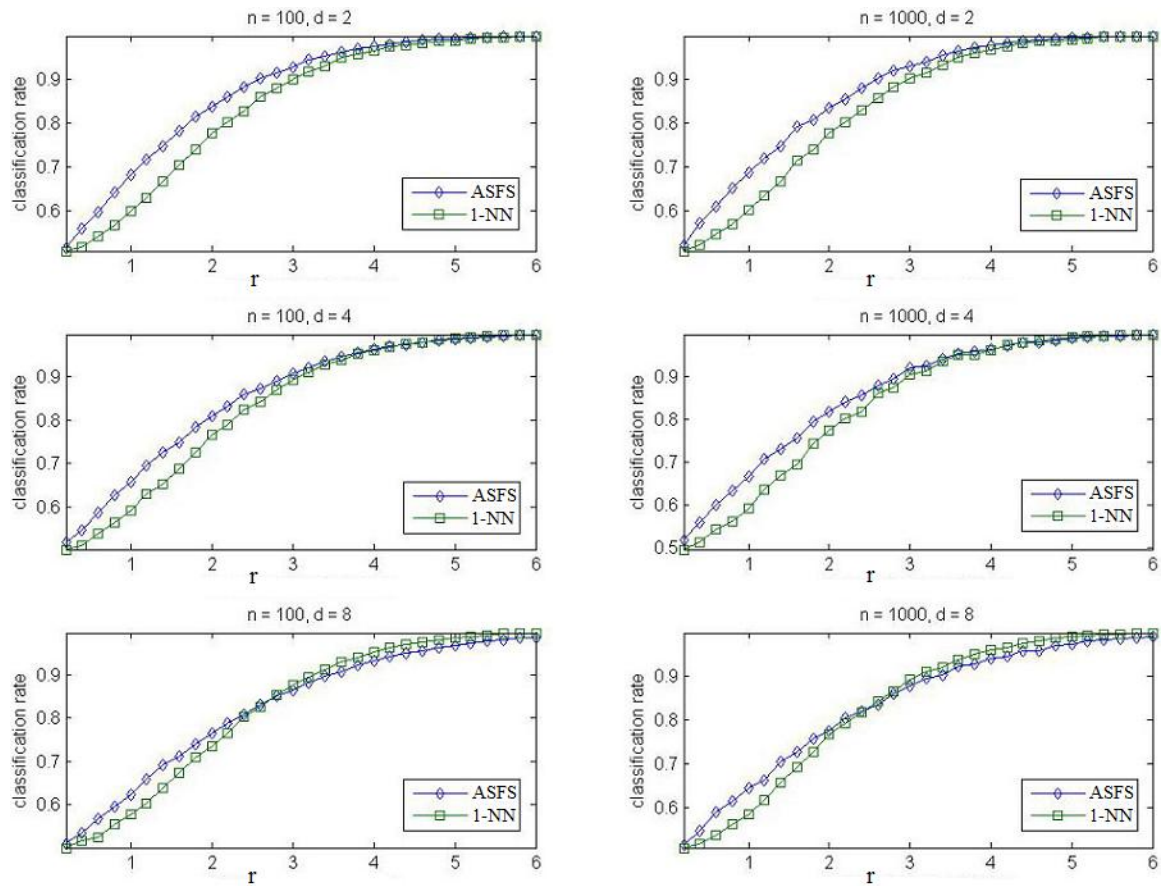 n = 100, d = 2
classification rate
0.9
0.8
0.7
0.6
ASFS
1-NN
1 2 3 4 5 6
r
n = 1000, d = 2
classification rate
0.9
0.8
0.7
0.6
ASFS
1-NN
1 2 3 4 5 6
r
n = 100, d = 4
classification rate
0.9
0.8
0.7
0.6
ASFS
1-NN
1 2 3 4 5 6
r
n = 1000, d = 4
classification rate
0.9
0.8
0.7
0.6
0.5
ASFS
1-NN
1 2 3 4 5 6
r
n = 100, d = 8
classification rate
0.9
0.8
0.7
0.6
ASFS
1-NN
1 2 3 4 5 6
r
n = 1000, d = 8
classification rate
0.9
0.8
0.7
0.6
ASFS
1-NN
1 2 3 4 5 6
r